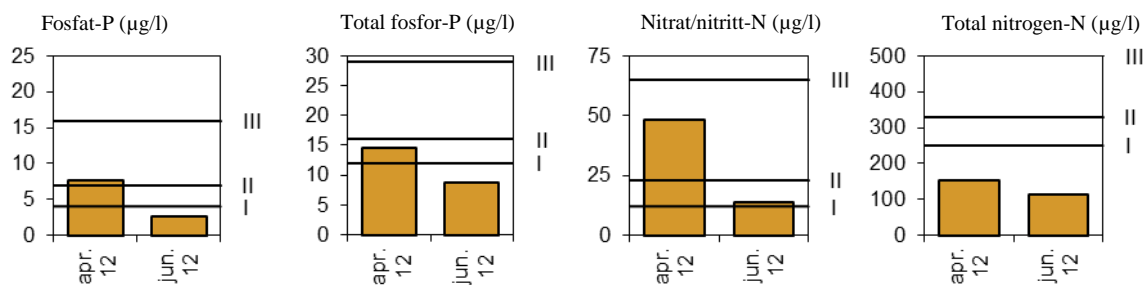 Fosfat-P (µg/l)
25
20
15
10
5
0
III
II
I
apr. 12
jun. 12
Total fosfor-P (µg/l)
30
25
20
15
10
5
0
III
II
I
apr. 12
jun. 12
Nitrat/nitritt-N (µg/l)
75
50
25
0
III
II
I
apr. 12
jun. 12
Total nitrogen-N (µg/l)
500
400
300
200
100
0
III
II
I
apr. 12
jun. 12